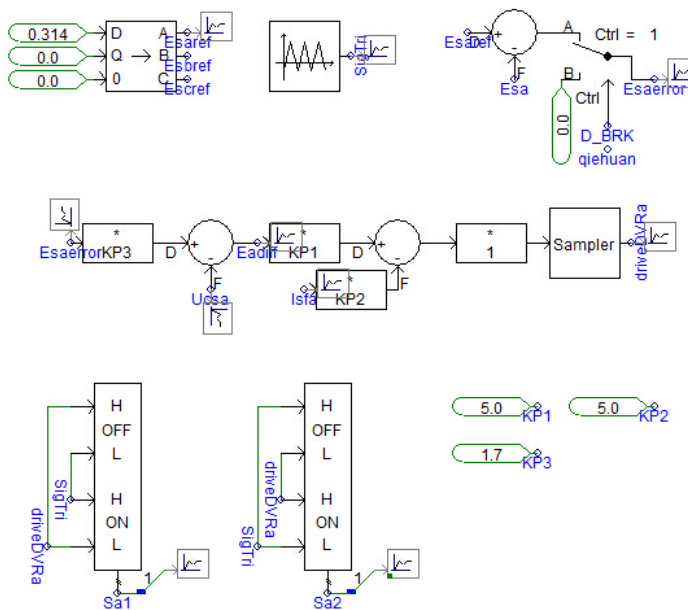 0.314
D
A
Esaref
0.0
Q
B
Esbref
0.0
0
C
Escref
SigTri
Esaref
D
+
-
F
Esa
A
B
Ctrl = 1
Ctrl
0.0
Esaerror
D_BRK
qiehuan
Esaerror
*
KP3
D
+
-
F
Ucsa
Eadiff
*
KP1
D
+
-
F
Isfa
*
KP2
*
1
Sampler
driveDVRa
H
OFF
L
H
ON
L
SigTri
driveDVRa
Sa1
1
H
OFF
L
H
ON
L
driveDVRa
SigTri
Sa2
1
5.0
KP1
5.0
KP2
1.7
KP3